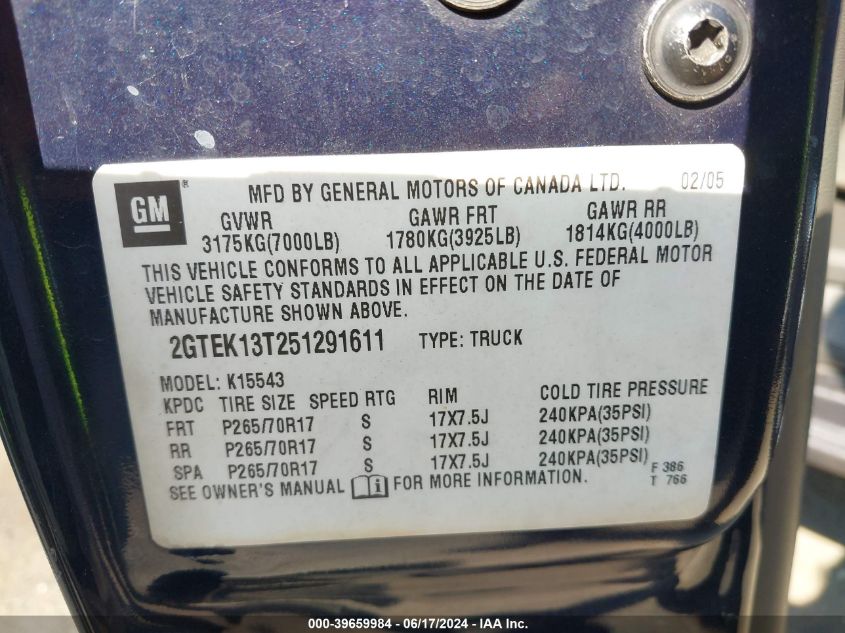 GM ® MFD BY GENERAL MOTORS OF CANADA LTD. 02/05
GVWR GAWR FRT GAWR RR
3175KG(7000LB) 1780KG(3925LB) 1814KG(4000LB)
THIS VEHICLE CONFORMS TO ALL APPLICABLE U.S. FEDERAL MOTOR
VEHICLE SAFETY STANDARDS IN EFFECT ON THE DATE OF
MANUFACTURE SHOWN ABOVE.
2GTEK13T251291611 TYPE: TRUCK
MODEL: K15543
KPDC TIRE SIZE SPEED RTG RIM COLD TIRE PRESSURE
FRT P265/70R17 S 17X7.5J 240KPA(35PSI)
RR P265/70R17 S 17X7.5J 240KPA(35PSI)
SPA P265/70R17 S 17X7.5J 240KPA(35PSI)
SEE OWNER'S MANUAL i FOR MORE INFORMATION.
F 386
T 766
000-39659984 - 06/17/2024 - IAA Inc.